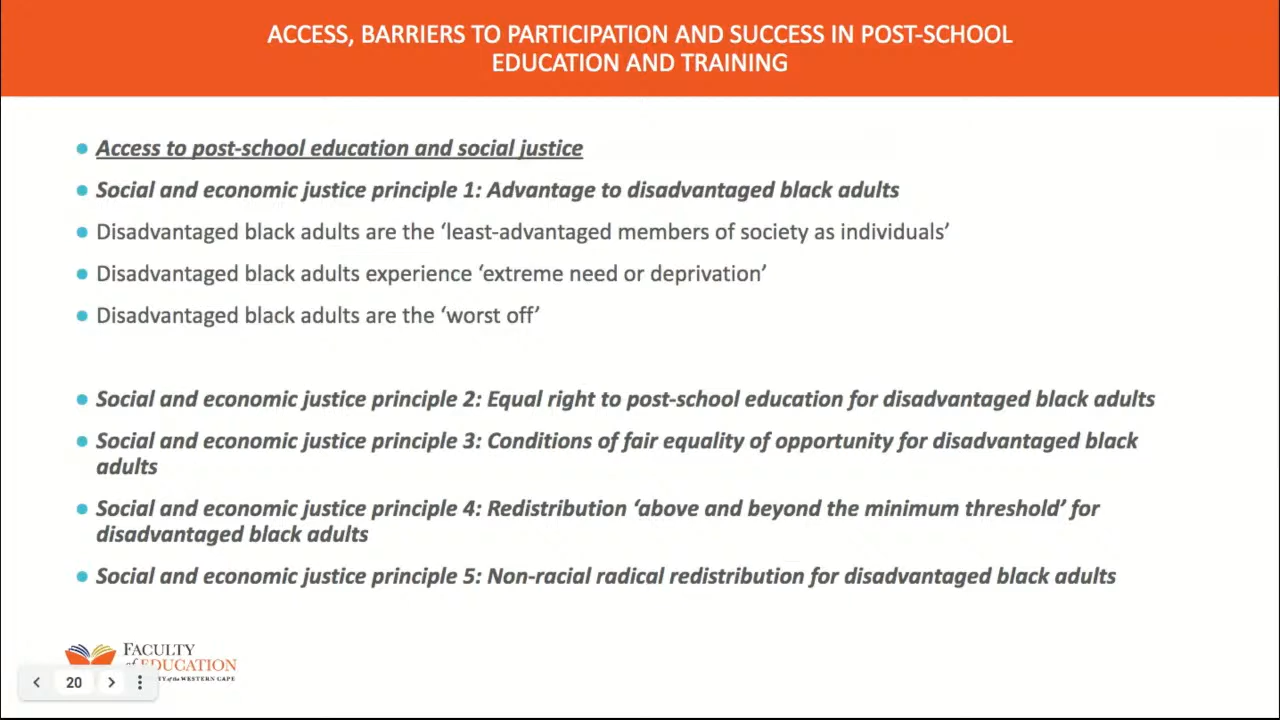 ACCESS, BARRIERS TO PARTICIPATION AND SUCCESS IN POST-SCHOOL
EDUCATION AND TRAINING
Access to post-school education and social justice
Social and economic justice principle 1: Advantage to disadvantaged black adults
Disadvantaged black adults are the ‘least-advantaged members of society as individuals’
Disadvantaged black adults experience ‘extreme need or deprivation’
Disadvantaged black adults are the ‘worst off’
Social and economic justice principle 2: Equal right to post-school education for disadvantaged black adults
Social and economic justice principle 3: Conditions of fair equality of opportunity for disadvantaged black
adults
Social and economic justice principle 4: Redistribution ‘above and beyond the minimum threshold’ for
disadvantaged black adults
Social and economic justice principle 5: Non-racial radical redistribution for disadvantaged black adults
FACULTY
of EDUCATION
of the WESTERN CAPE
20